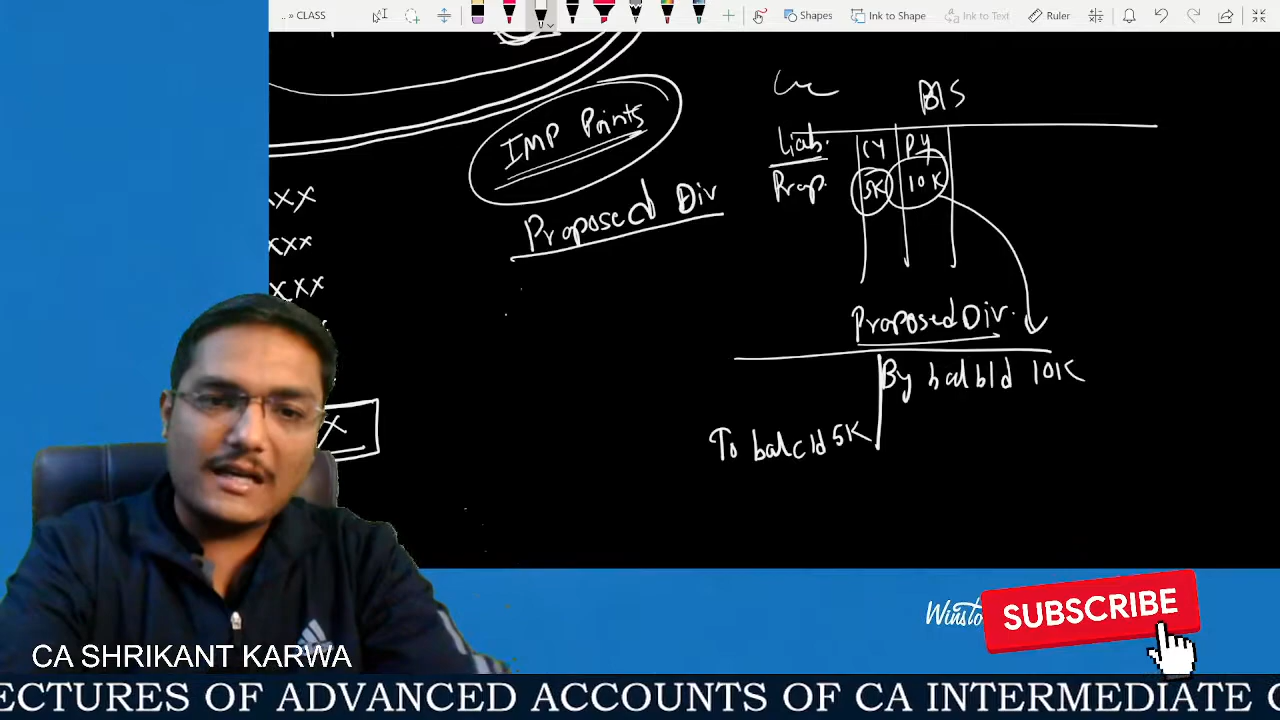 .. » CLASS
Shapes
Ink to Shape
Ink to Text
Ruler
IMP Points
Proposed Div
B/S
Liab. CY PY
Prop. 5K 10K
XXX
XXX
XXX
X
Proposed Div.
By bal b/d 10K
To bal c/d 5K
SUBSCRIBE
CA SHRIKANT KARWA
ECTURES OF ADVANCED ACCOUNTS OF CA INTERMEDIATE C